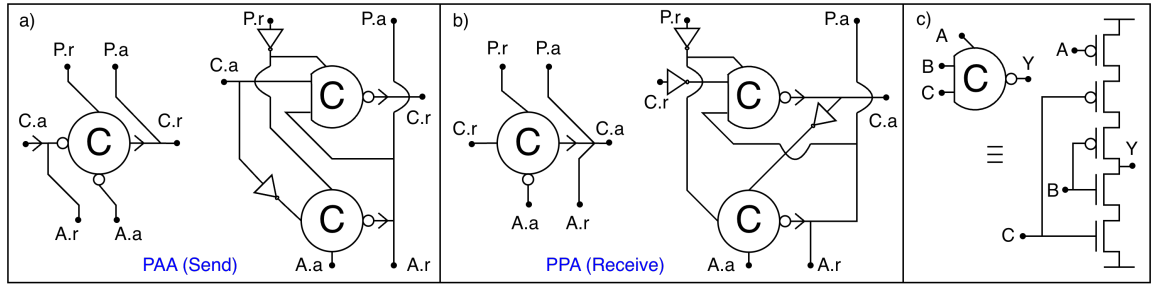 a)
P.r
P.a
C.a
C
C.r
A.r
A.a
P.r
P.a
C.a
C
C.r
C
A.a
A.r
PAA (Send)
b)
P.r
P.a
C.r
C
C.a
A.a
A.r
P.r
P.a
C.r
C
C.a
C
A.a
A.r
PPA (Receive)
c)
A
B
C
C
Y
A
B
C
Y